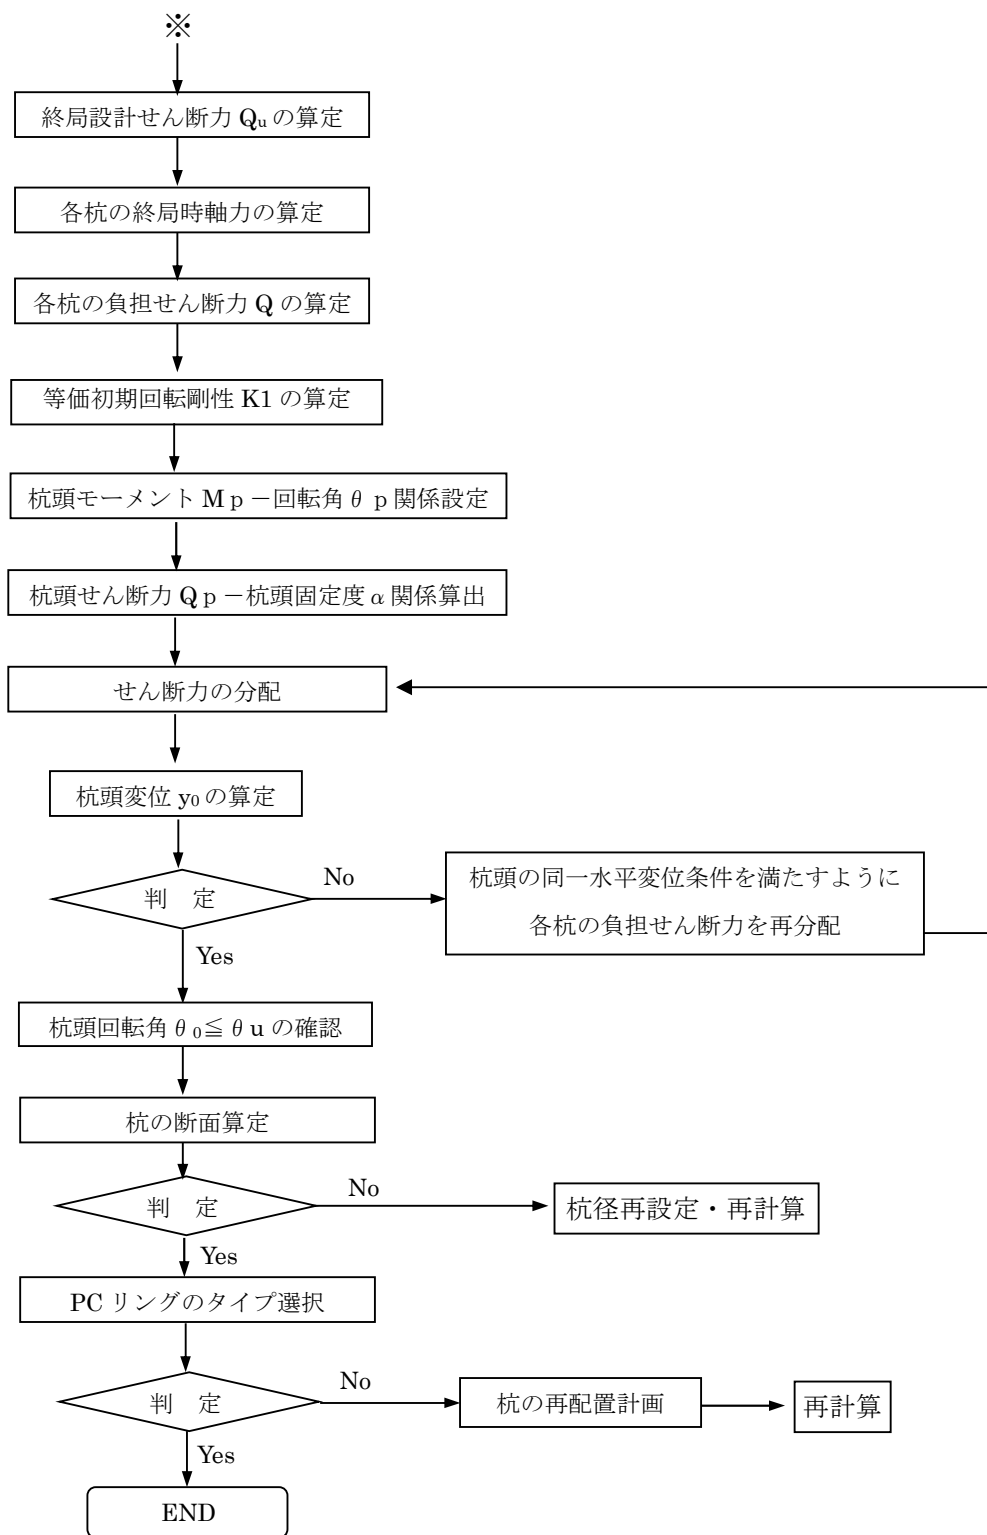 ※
終局設計せん断力 Qu の算定
各杭の終局時軸力の算定
各杭の負担せん断力 Q の算定
等価初期回転剛性 K1 の算定
杭頭モーメント Mp－回転角θp関係設定
杭頭せん断力 Qp－杭頭固定度α関係算出
せん断力の分配
杭頭変位 y0 の算定
判 定
No
杭頭の同一水平変位条件を満たすように
各杭の負担せん断力を再分配
Yes
杭頭回転角θ0≦θu の確認
杭の断面算定
判 定
No
杭径再設定・再計算
Yes
PC リングのタイプ選択
判 定
No
杭の再配置計画
再計算
Yes
END